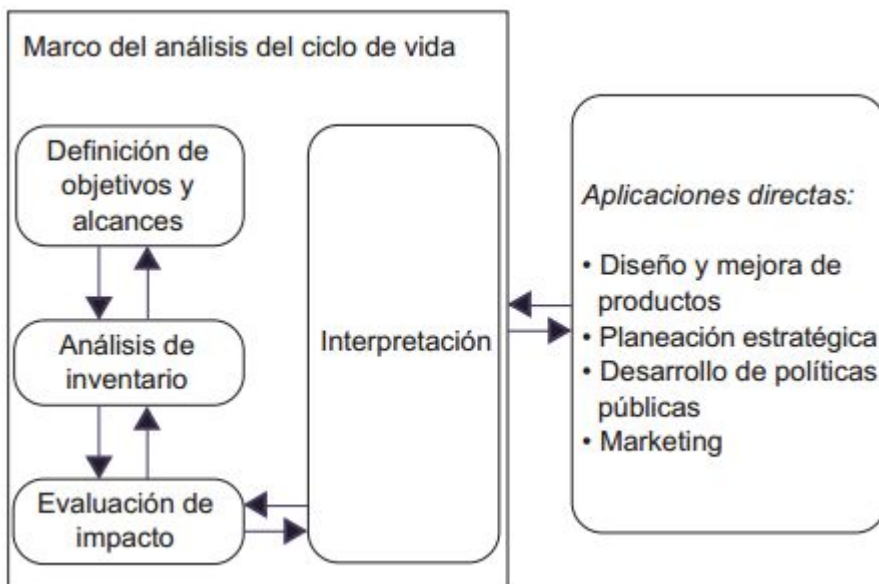 Marco del análisis del ciclo de vida
Definición de
objetivos y
alcances
Análisis de
inventario
Evaluación de
impacto
Interpretación
Aplicaciones directas:
• Diseño y mejora de
productos
• Planeación estratégica
• Desarrollo de políticas
públicas
• Marketing